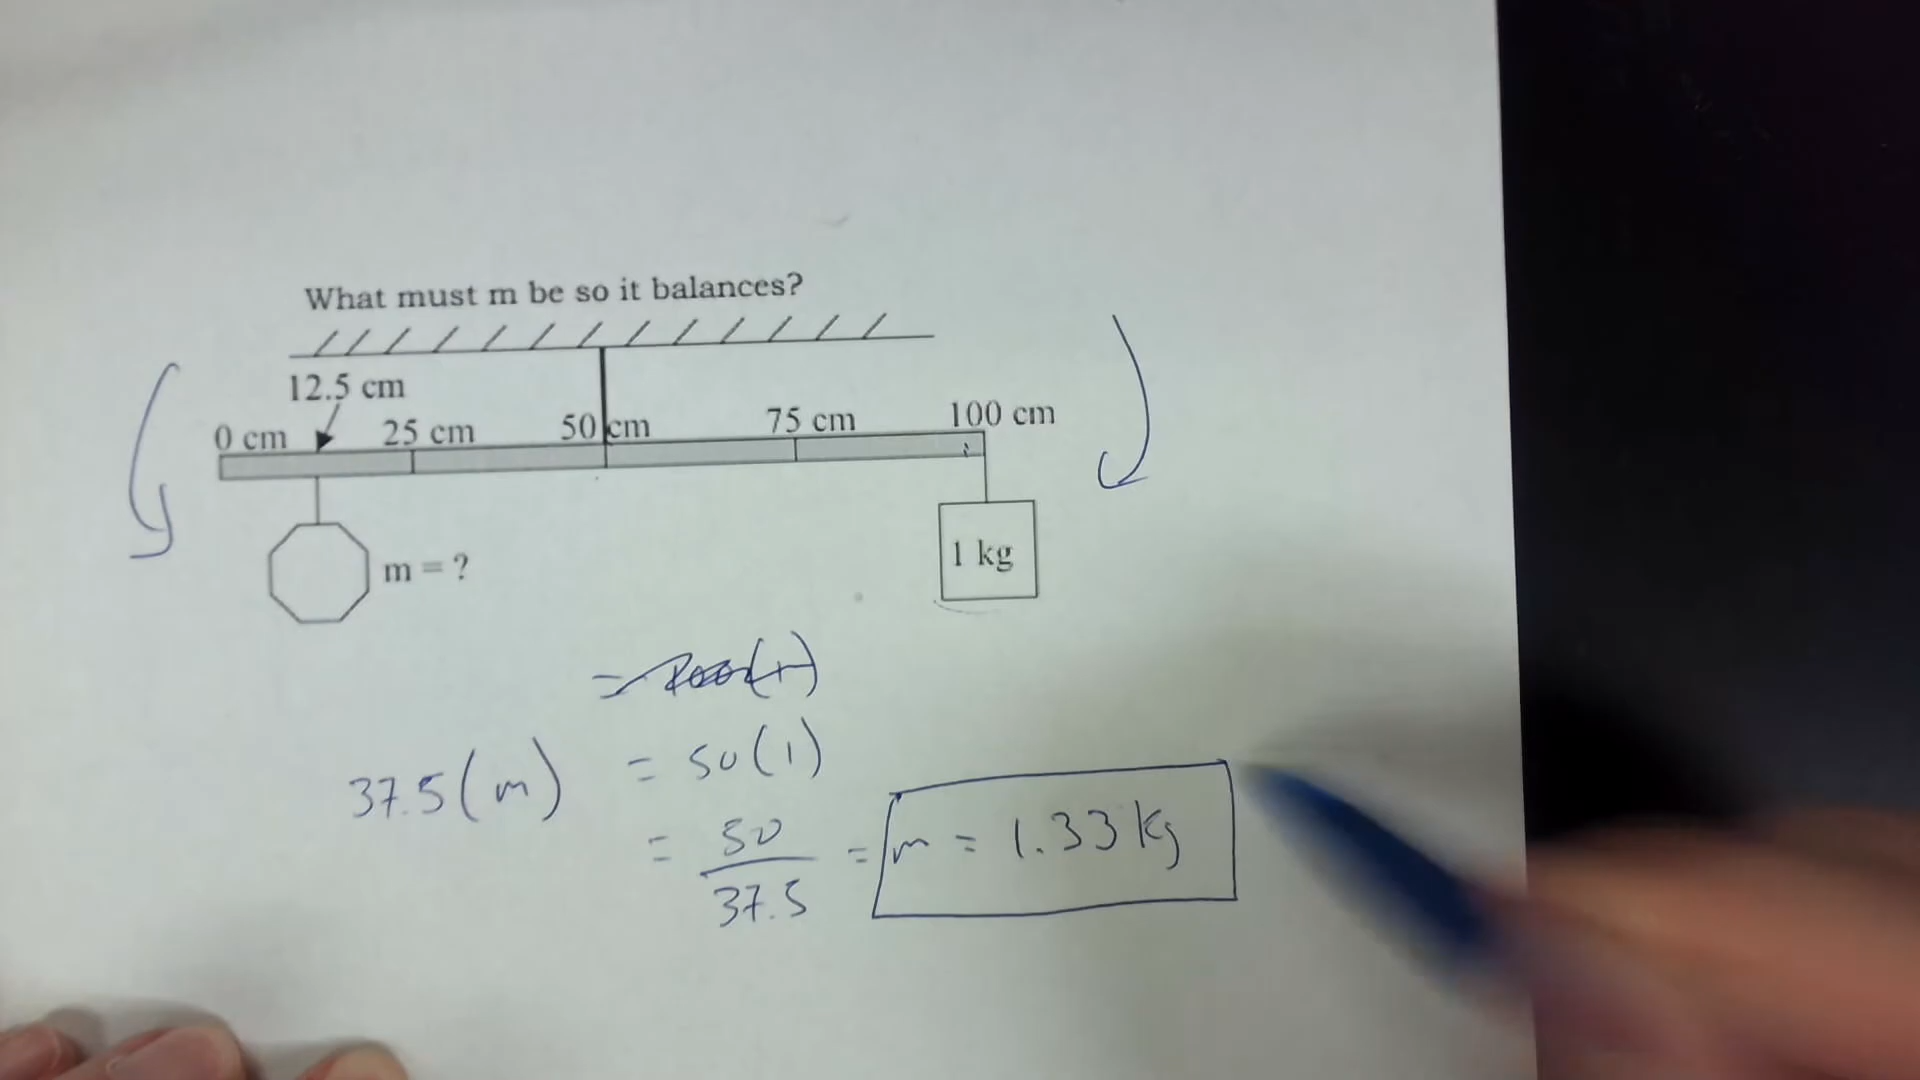 What must m be so it balances?
12.5 cm
0 cm 25 cm 50 cm 75 cm 100 cm
m = ?
1 kg
37.5(m) = 50(1)
= 50/37.5 = m = 1.33 kg